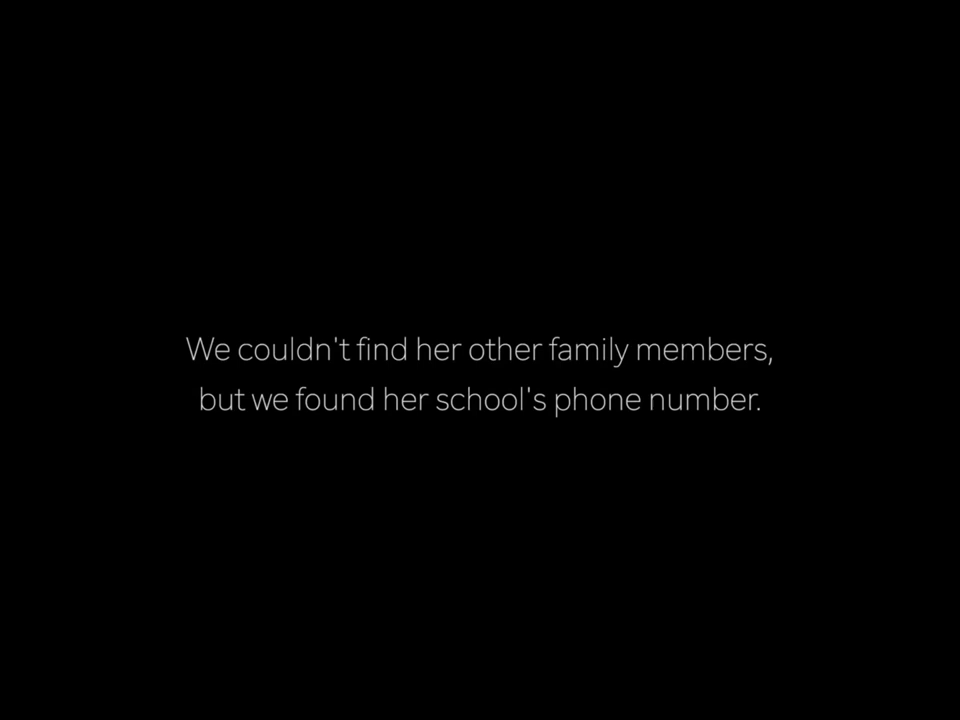 We couldn't find her other family members,
but we found her school's phone number.